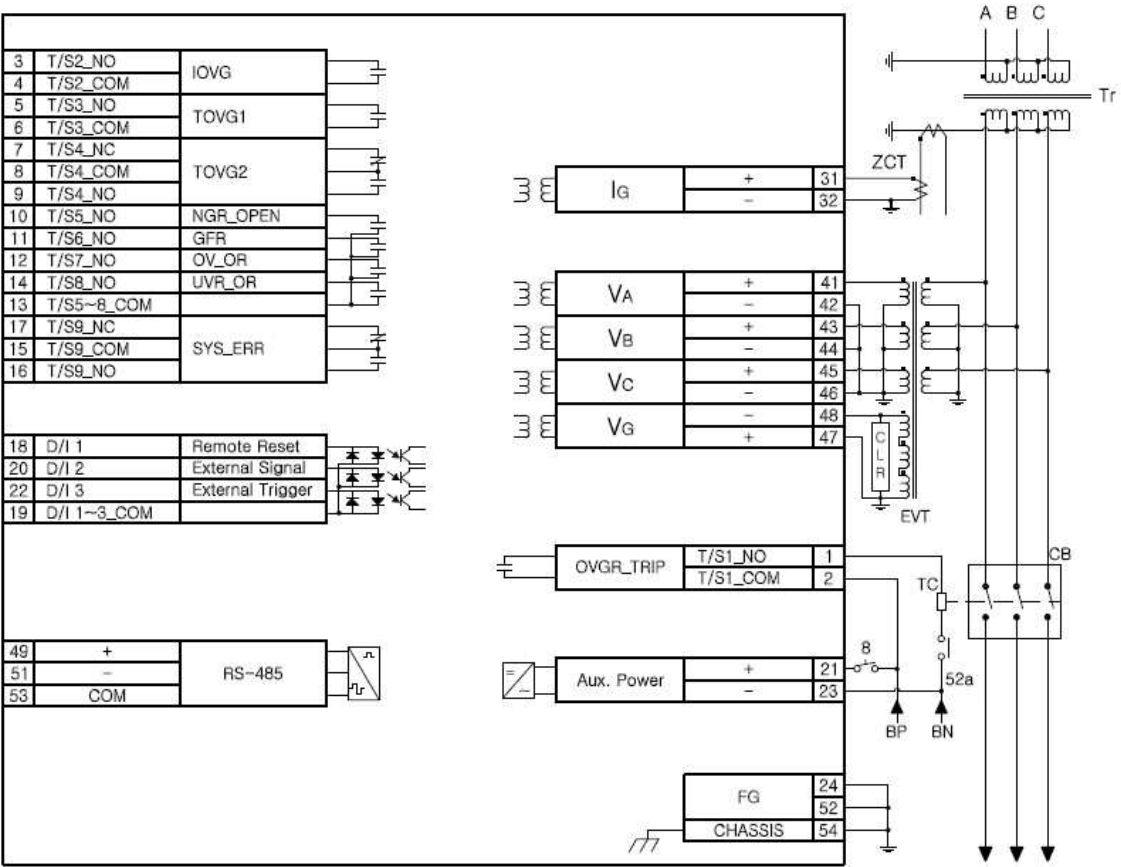 A B C
Tr
3 T/S2_NO IOVG
4 T/S2_COM
5 T/S3_NO TOVG1
6 T/S3_COM
7 T/S4_NC TOVG2
8 T/S4_COM
9 T/S4_NO
10 T/S5_NO NGR_OPEN
11 T/S6_NO GFR
12 T/S7_NO OV_OR
14 T/S8_NO UVR_OR
13 T/S5~8_COM
17 T/S9_NC SYS_ERR
15 T/S9_COM
16 T/S9_NO
18 D/I 1 Remote Reset
20 D/I 2 External Signal
22 D/I 3 External Trigger
19 D/I 1~3_COM
49 + RS-485
51 -
53 COM
ZCT
IG + 31
- 32
VA + 41
- 42
VB + 43
- 44
VC + 45
- 46
VG - 48
+ 47
CLR
EVT
OVGR_TRIP T/S1_NO 1
T/S1_COM 2
CB
TC
8
52a
Aux. Power + 21
- 23
BP BN
FG 24
52
CHASSIS 54